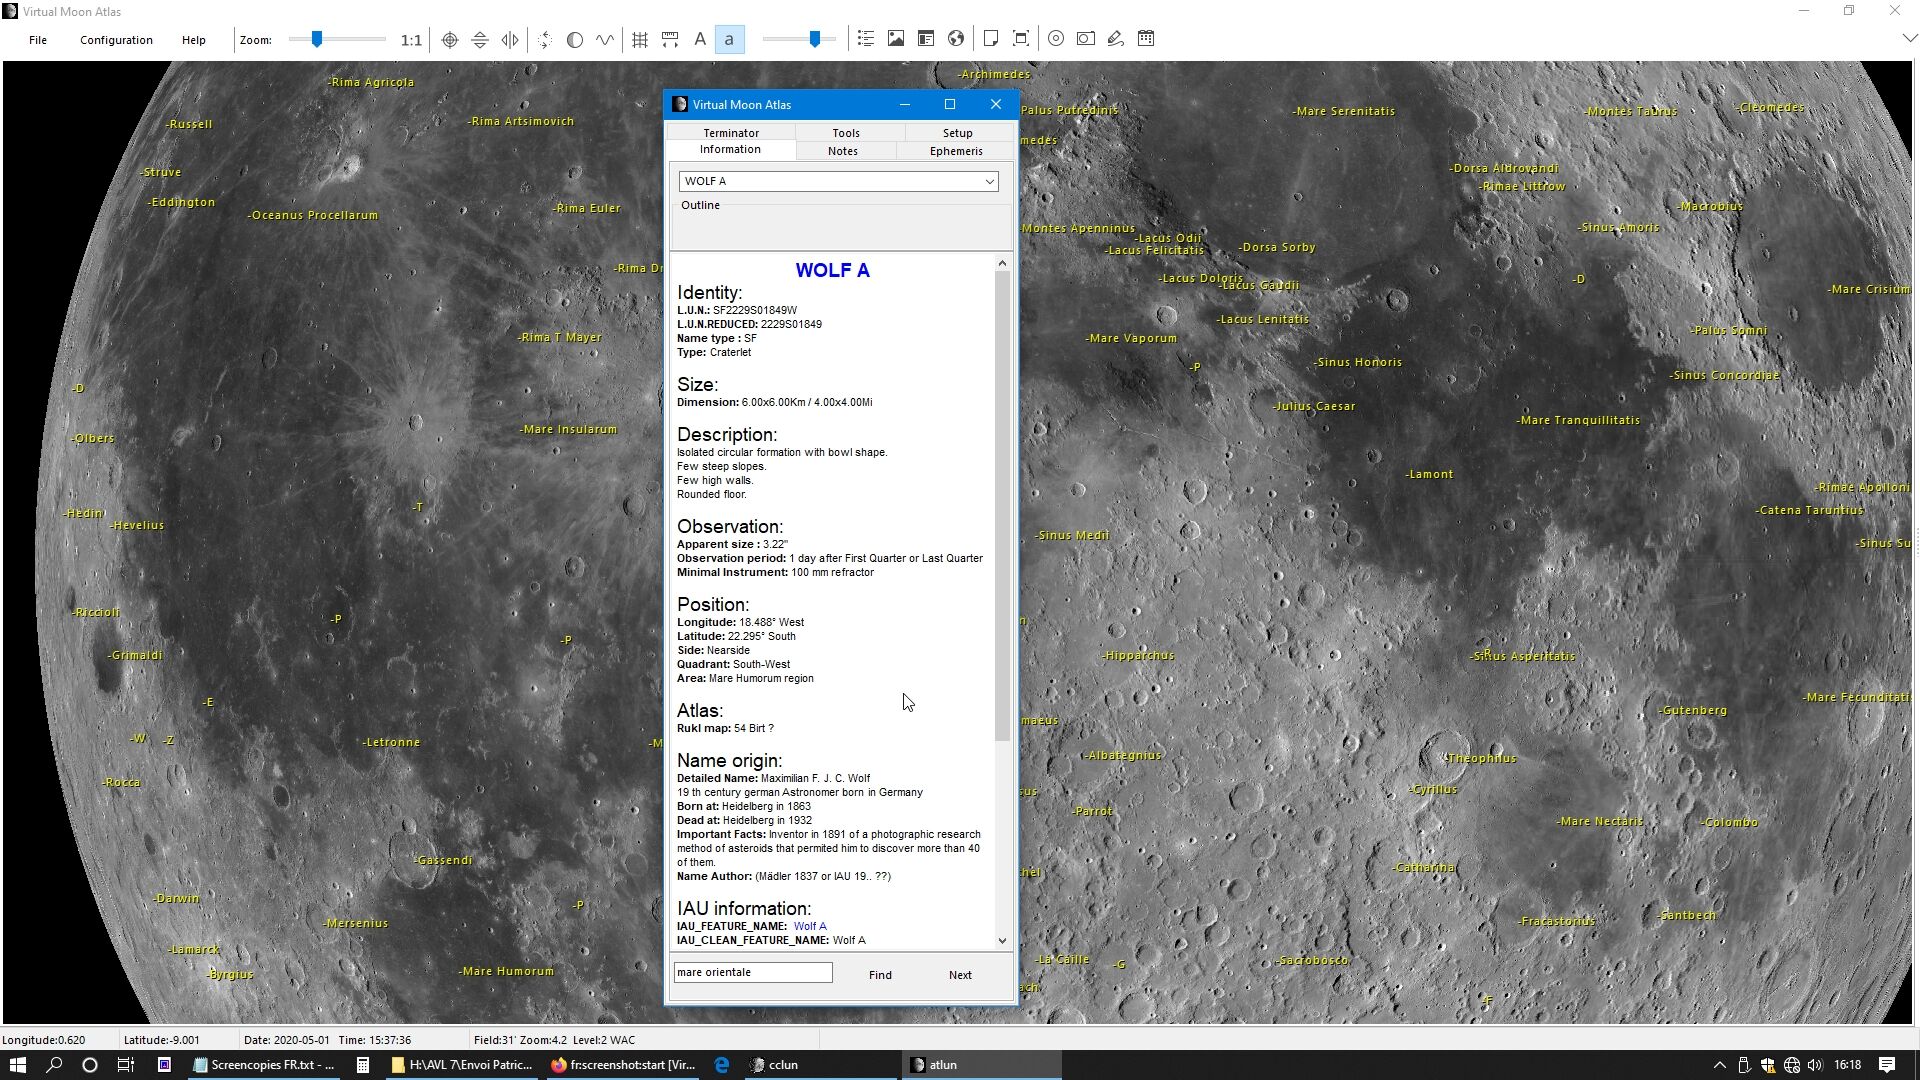 Virtual Moon Atlas
File Configuration Help Zoom: 1:1 A a
-Rima Agricola
-Russell
-Rima Artsimovich
-Struve
-Eddington
-Oceanus Procellarum
-Rima Euler
-Rima Dr
-Rima T Mayer
-D
-Olbers
-Mare Insularum
-T
-Hedin
-Hevelius
-Riccioli
-P
-P
-Grimaldi
-E
-W
-Z
-Letronne
-M
-Rocca
-Gassendi
-Darwin
-P
-Mersenius
-Lamarck
-Byrgius
-Mare Humorum
Virtual Moon Atlas
Terminator Tools Setup
Information Notes Ephemeris
WOLF A
Outline
WOLF A
Identity:
L.U.N.: SF2229S01849W
L.U.N.REDUCED: 2229S01849
Name type : SF
Type: Craterlet
Size:
Dimension: 6.00x6.00Km / 4.00x4.00Mi
Description:
Isolated circular formation with bowl shape.
Few steep slopes.
Few high walls.
Rounded floor.
Observation:
Apparent size : 3.22"
Observation period: 1 day after First Quarter or Last Quarter
Minimal Instrument: 100 mm refractor
Position:
Longitude: 18.488° West
Latitude: 22.295° South
Side: Nearside
Quadrant: South-West
Area: Mare Humorum region
Atlas:
Rukl map: 54 Birt ?
Name origin:
Detailed Name: Maximilian F. J. C. Wolf
19 th century german Astronomer born in Germany
Born at: Heidelberg in 1863
Dead at: Heidelberg in 1932
Important Facts: Inventor in 1891 of a photographic research
method of asteroids that permited him to discover more than 40
of them.
Name Author: (Mädler 1837 or IAU 19.. ??)
IAU information:
IAU_FEATURE_NAME: Wolf A
IAU_CLEAN_FEATURE_NAME: Wolf A
mare orientale Find Next
-Archimedes
Palus Putredinis
-Mare Serenitatis
-Montes Taurus
-Cleomedes
medes
-Dorsa Aldrovandi
-Rimae Littrow
-Macrobius
Montes Apenninus
-Lacus Odii
-Lacus Felicitatis
-Dorsa Sorby
-Sinus Amoris
-Lacus Doloris
-Lacus Gaudii
-D
-Mare Crisium
-Lacus Lenitatis
-Palus Somni
-Mare Vaporum
-P
-Sinus Honoris
-Sinus Concordiae
-Julius Caesar
-Mare Tranquillitatis
-Lamont
-Rimae Apolloni
-Catena Taruntius
-Sinus Medii
-Sinus Su
n
-Hipparchus
-R
-Sinus Asperitatis
-Mare Fecunditatis
maeus
-Gutenberg
-Albategnius
-Theophilus
sus
-Cyrillus
-Parrot
-Mare Nectaris
-Colombo
hel
-Catharina
-Fracastorius
-Santbech
-La Caille
-G
-Sacrobosco
ach
-F
Longitude:0.620 Latitude:-9.001 Date: 2020-05-01 Time: 15:37:36 Field:31' Zoom:4.2 Level:2 WAC
Screencopies FR.txt - ... H:\AVL 7\Envoi Patric... fr:screenshot:start [Vir... cclun atlun 16:18